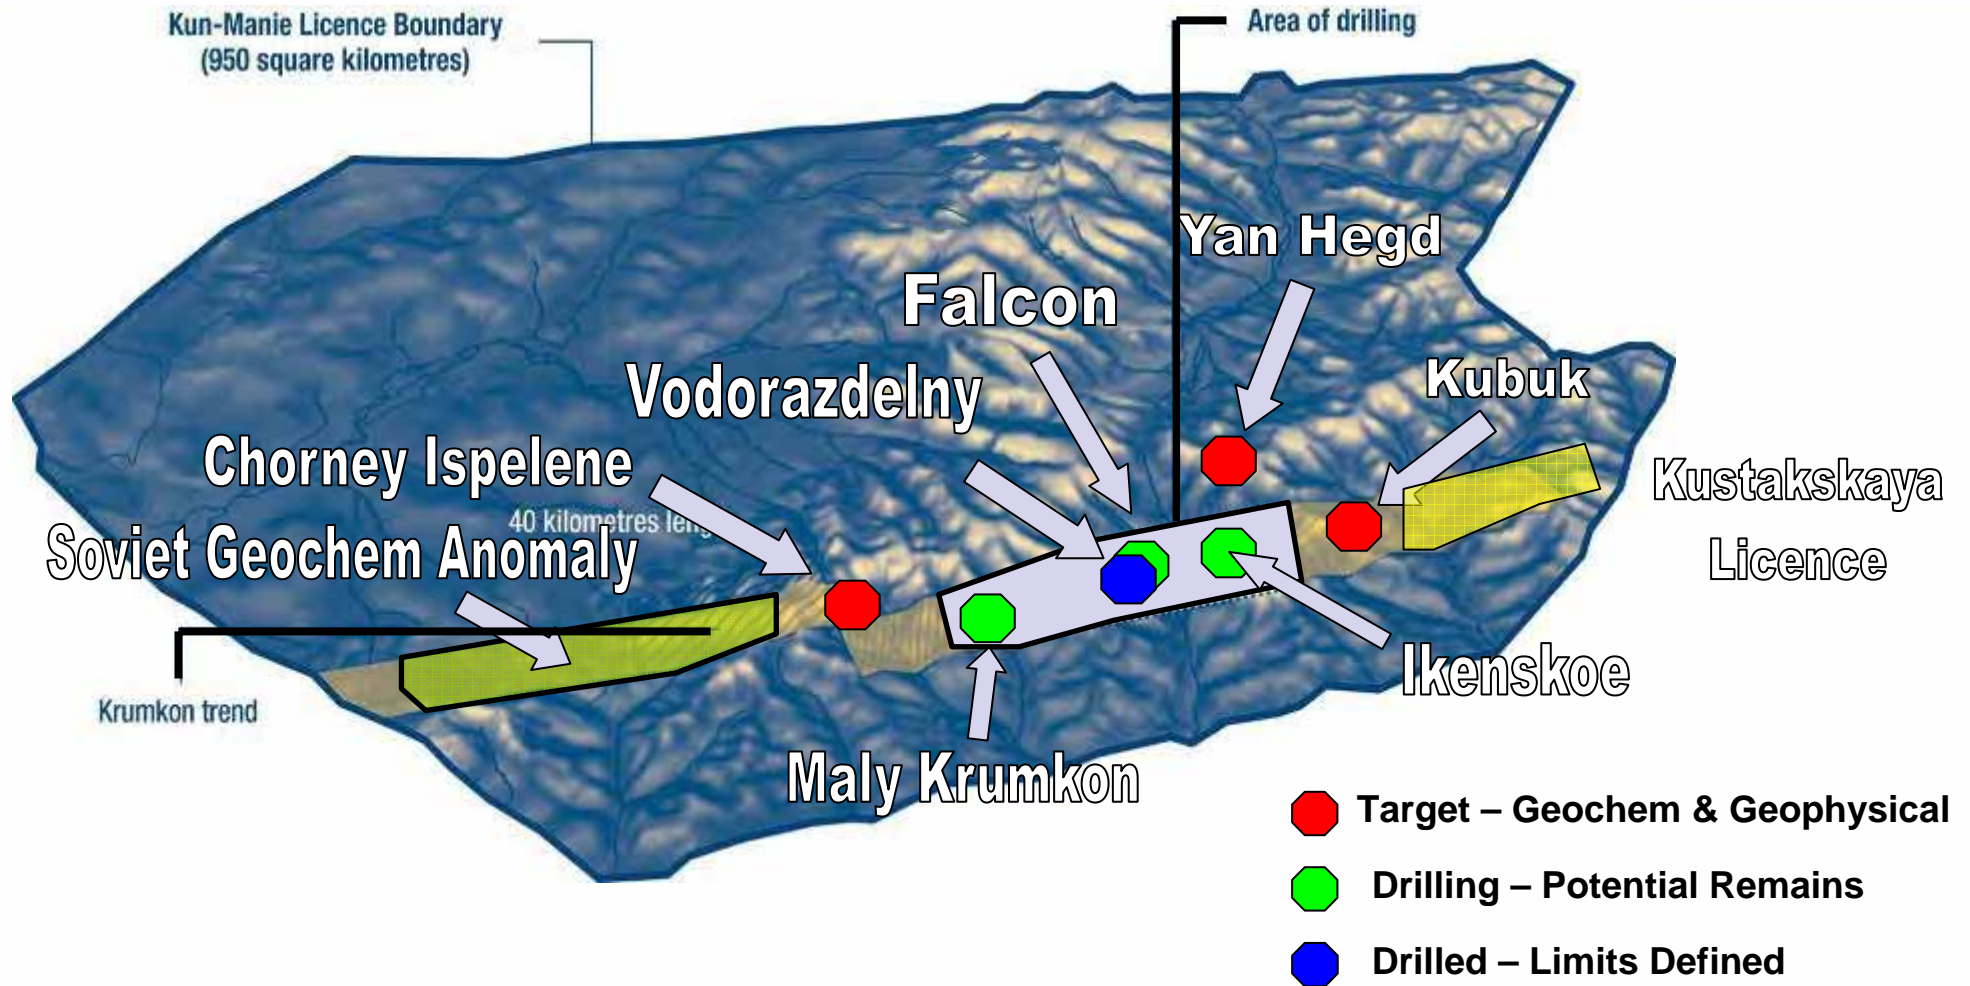 Kun-Manie Licence Boundary
(950 square kilometres)
Area of drilling
Yan Hegd
Falcon
Vodorazdelny
Kubuk
Chorney Ispelene
Kustakskaya
Licence
40 kilometres
Soviet Geochem Anomaly
Ikenskoe
Krumkon trend
Maly Krumkon
Target – Geochem & Geophysical
Drilling – Potential Remains
Drilled – Limits Defined